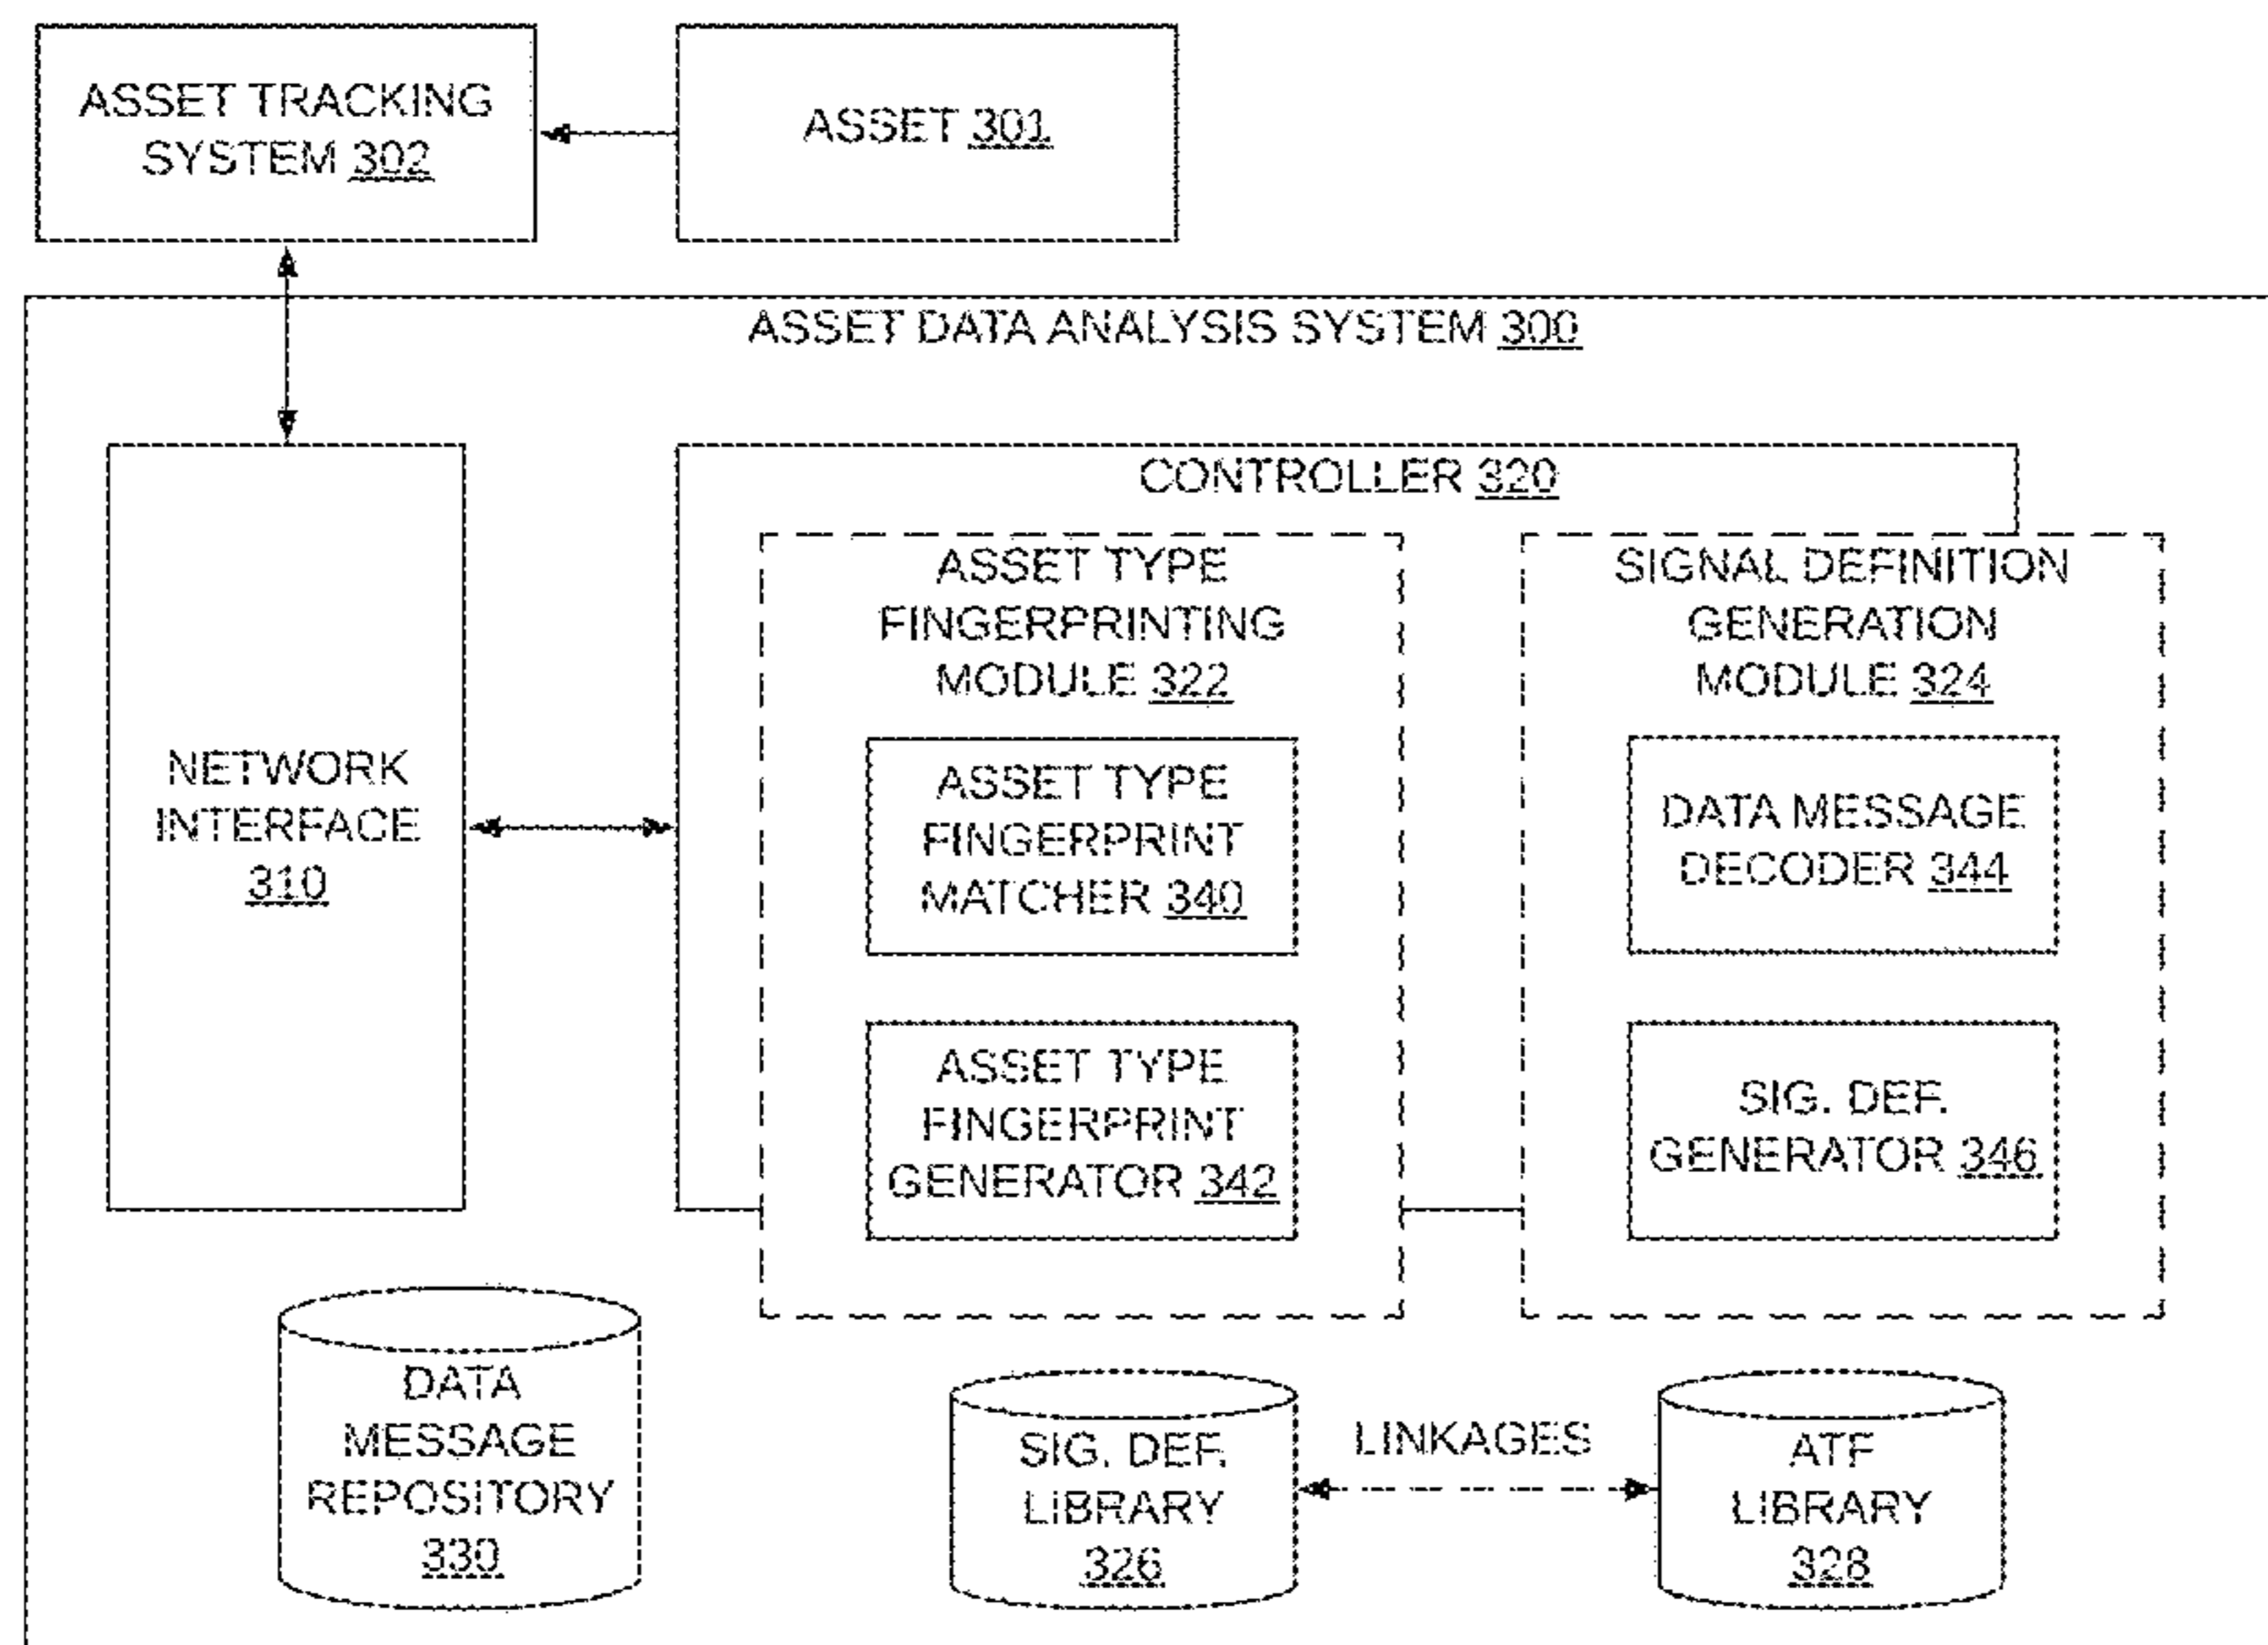 ASSET TRACKING
SYSTEM 302
ASSET 301
ASSET DATA ANALYSIS SYSTEM 300
NETWORK
INTERFACE
310
CONTROLLER 320
ASSET TYPE
FINGERPRINTING
MODULE 322
ASSET TYPE
FINGERPRINT
MATCHER 340
ASSET TYPE
FINGERPRINT
GENERATOR 342
SIGNAL DEFINITION
GENERATION
MODULE 324
DATA MESSAGE
DECODER 344
SIG. DEF.
GENERATOR 346
DATA
MESSAGE
REPOSITORY
330
SIG. DEF.
LIBRARY
326
LINKAGES
ATF
LIBRARY
328